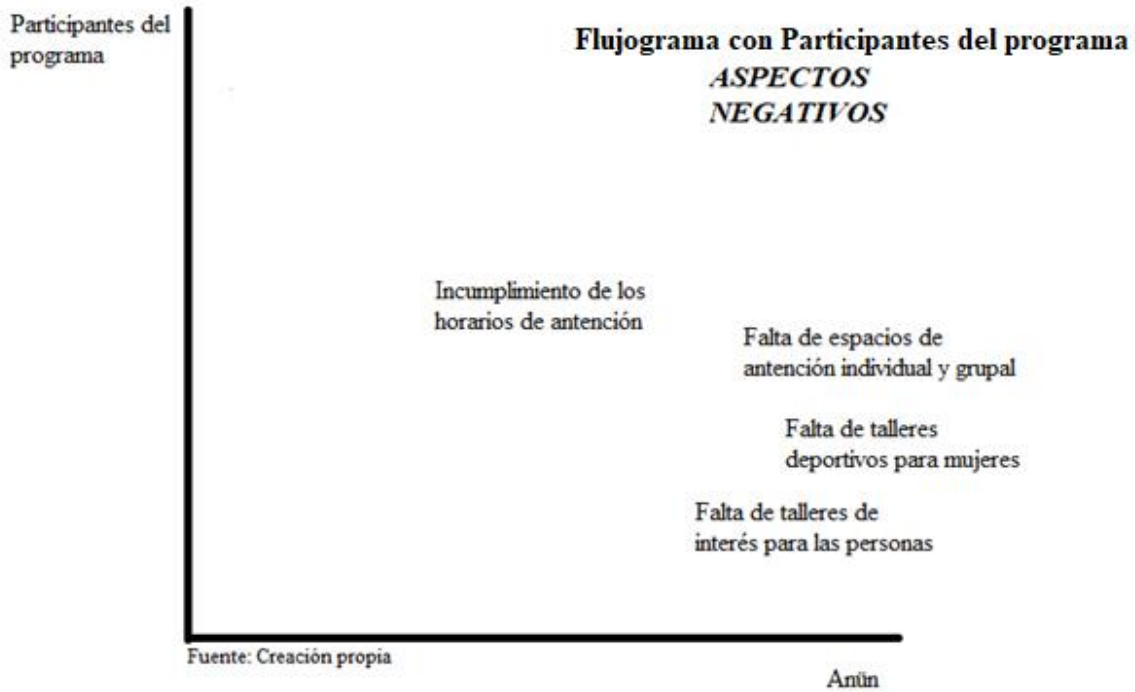 Participantes del
programa
Flujograma con Participantes del programa
ASPECTOS
NEGATIVOS
Incumplimiento de los
horarios de antención
Falta de espacios de
antención individual y grupal
Falta de talleres
deportivos para mujeres
Falta de talleres de
interés para las personas
Fuente: Creación propia
Anün